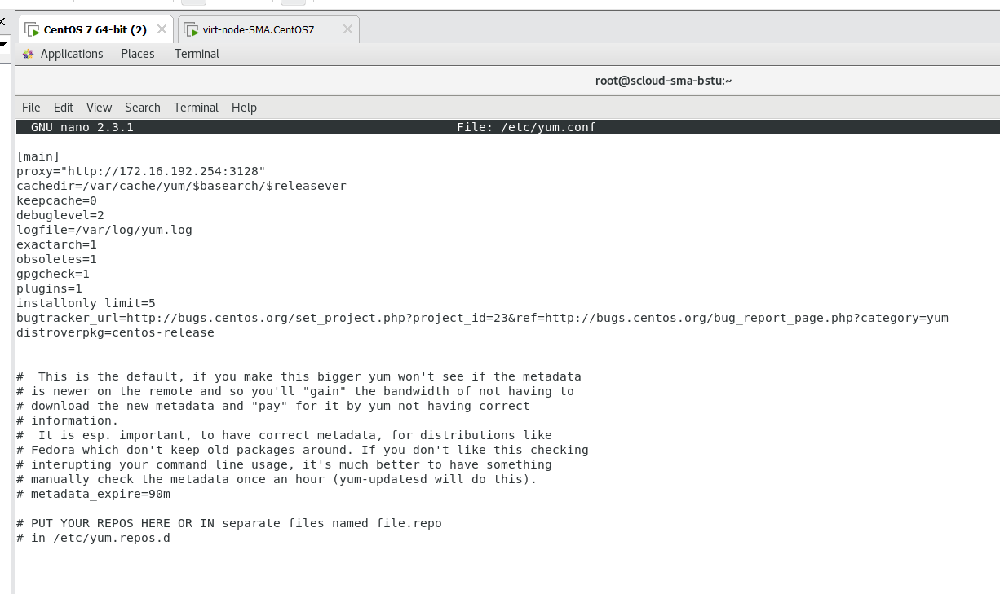 CentOS 7 64-bit (2)
virt-node-SMA.CentOS7
Applications Places Terminal
root@scloud-sma-bstu:~
File Edit View Search Terminal Help
GNU nano 2.3.1 File: /etc/yum.conf
[main]
proxy="http://172.16.192.254:3128"
cachedir=/var/cache/yum/$basearch/$releasever
keepcache=0
debuglevel=2
logfile=/var/log/yum.log
exactarch=1
obsoletes=1
gpgcheck=1
plugins=1
installonly_limit=5
bugtracker_url=http://bugs.centos.org/set_project.php?project_id=23&ref=http://bugs.centos.org/bug_report_page.php?category=yum
distroverpkg=centos-release
#  This is the default, if you make this bigger yum won't see if the metadata
# is newer on the remote and so you'll "gain" the bandwidth of not having to
# download the new metadata and "pay" for it by yum not having correct
# information.
#  It is esp. important, to have correct metadata, for distributions like
# Fedora which don't keep old packages around. If you don't like this checking
# interupting your command line usage, it's much better to have something
# manually check the metadata once an hour (yum-updatesd will do this).
# metadata_expire=90m
# PUT YOUR REPOS HERE OR IN separate files named file.repo
# in /etc/yum.repos.d